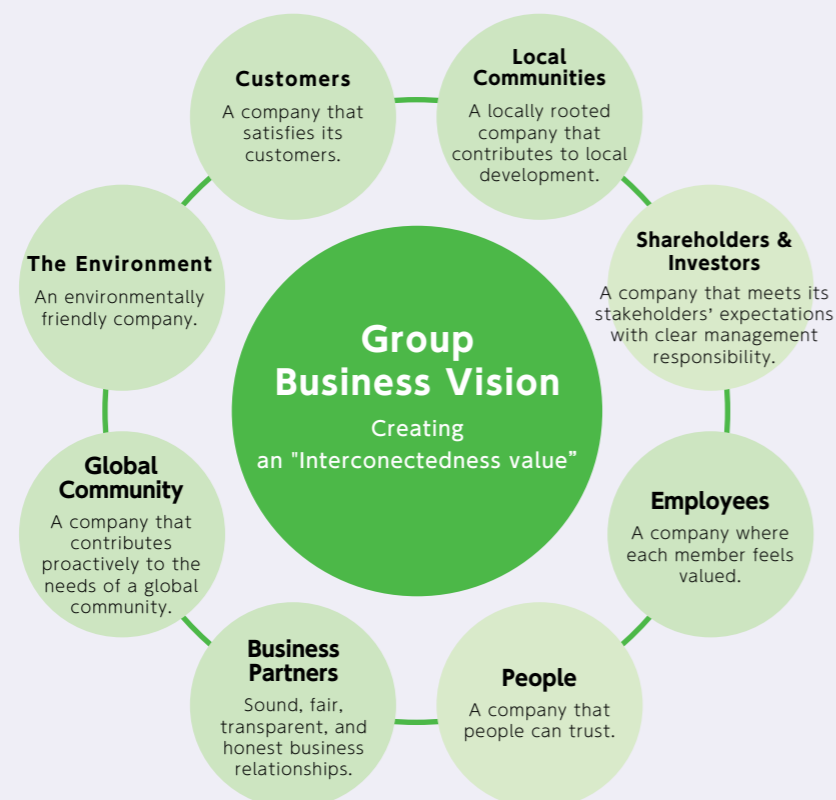 Group
Business Vision
Creating
an "Interconectedness value”
Customers
A company that
satisfies its
customers.
Local
Communities
A locally rooted
company that
contributes to local
development.
Shareholders &
Investors
A company that meets its
stakeholders’ expectations
with clear management
responsibility.
Employees
A company where
each member feels
valued.
People
A company that
people can trust.
Business
Partners
Sound, fair,
transparent, and
honest business
relationships.
Global
Community
A company that
contributes
proactively to the
needs of a global
community.
The Environment
An environmentally
friendly company.